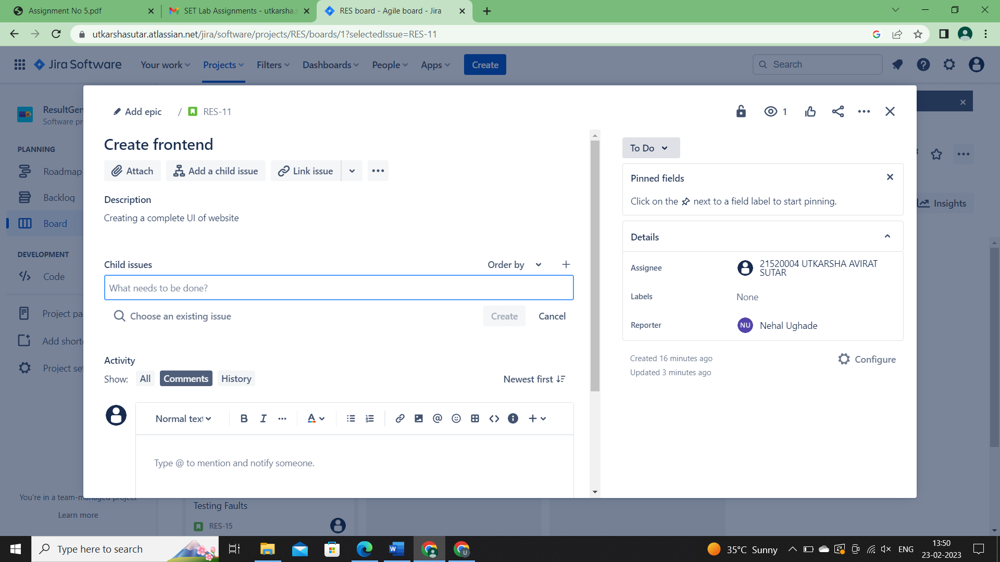 Assignment No 5.pdf
SET Lab Assignments - utkarsha.s
RES board - Agile board - Jira
utkarshasutar.atlassian.net/jira/software/projects/RES/boards/1?selectedIssue=RES-11
Jira Software
Your work
Projects
Filters
Dashboards
People
Apps
Create
Search
ResultGen
Software pr
PLANNING
Roadmap
Backlog
Board
DEVELOPMENT
Code
Project pa
Add shorto
Project set
You're in a team-managed project
Learn more
Add epic
/ RES-11
1
Create frontend
Attach
Add a child issue
Link issue
Description
Creating a complete UI of website
Child issues
Order by
What needs to be done?
Choose an existing issue
Create
Cancel
Activity
Show:
All
Comments
History
Newest first
Normal text
B I A
Type @ to mention and notify someone.
To Do
Pinned fields
Click on the next to a field label to start pinning.
Details
Assignee
21520004 UTKARSHA AVIRAT
SUTAR
Labels
None
Reporter
NU
Nehal Ughade
Created 16 minutes ago
Updated 3 minutes ago
Configure
Insights
Testing Faults
RES-15
Type here to search
35°C Sunny
ENG
13:50
23-02-2023